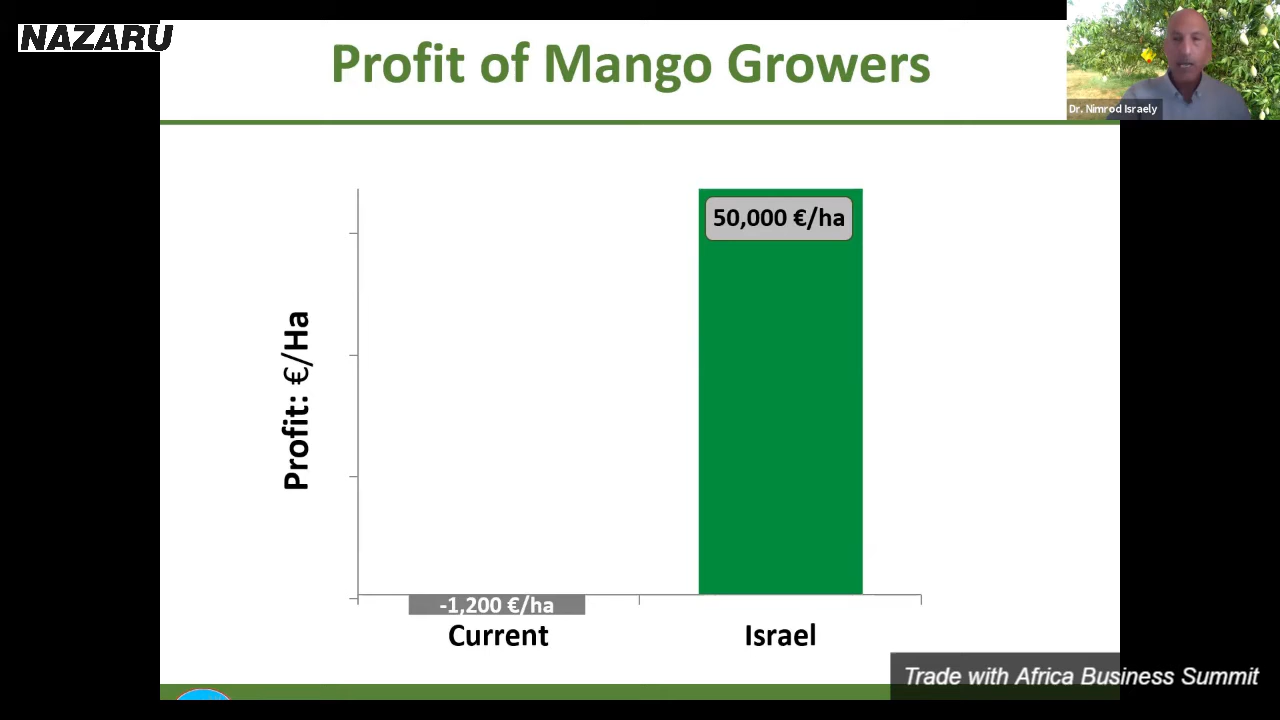 NAZARU
Profit of Mango Growers
Dr. Nimrod Israely
50,000 €/ha
Profit: €/Ha
-1,200 €/ha
Current
Israel
Trade with Africa Business Summit